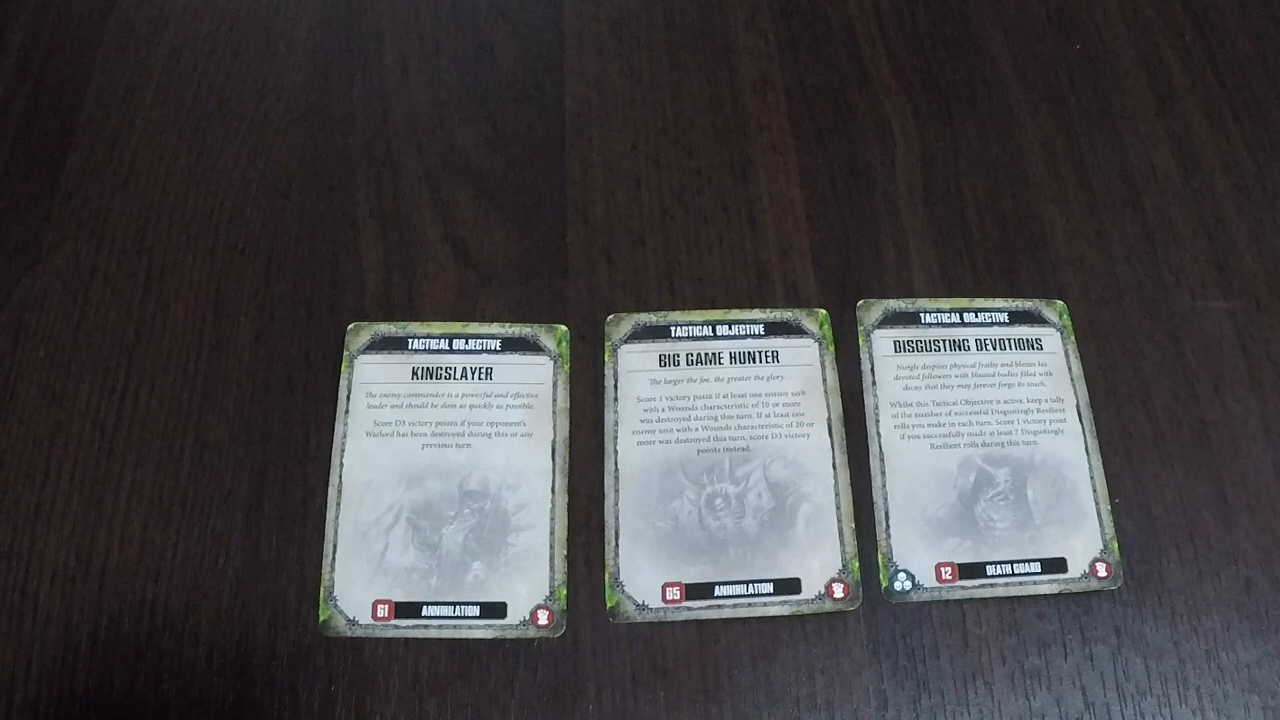 TACTICAL OBJECTIVE
KINGSLAYER
The enemy commander is a powerful and effective
leader and should be slain as quickly as possible.
Score D3 victory points if your opponent's
Warlord has been destroyed during this or any
previous turn.
61
ANNIHILATION
TACTICAL OBJECTIVE
BIG GAME HUNTER
The larger the foe, the greater the glory...
Score 1 victory point if at least one enemy unit
with a Wounds characteristic of 10 or more
was destroyed during this turn. If at least one
enemy unit with a Wounds characteristic of 20 or
more was destroyed this turn, score D3 victory
points instead.
65
ANNIHILATION
TACTICAL OBJECTIVE
DISGUSTING DEVOTIONS
Nurgle despises physical frailty and blesses his
devoted followers with bloated bodies filled with
decay that they may forever forgo its touch.
Whilst this Tactical Objective is active, keep a tally
of the number of successful Disgustingly Resilient
rolls you make in each turn. Score 1 victory point
if you successfully made at least 7 Disgustingly
Resilient rolls during this turn.
12
DEATH GUARD